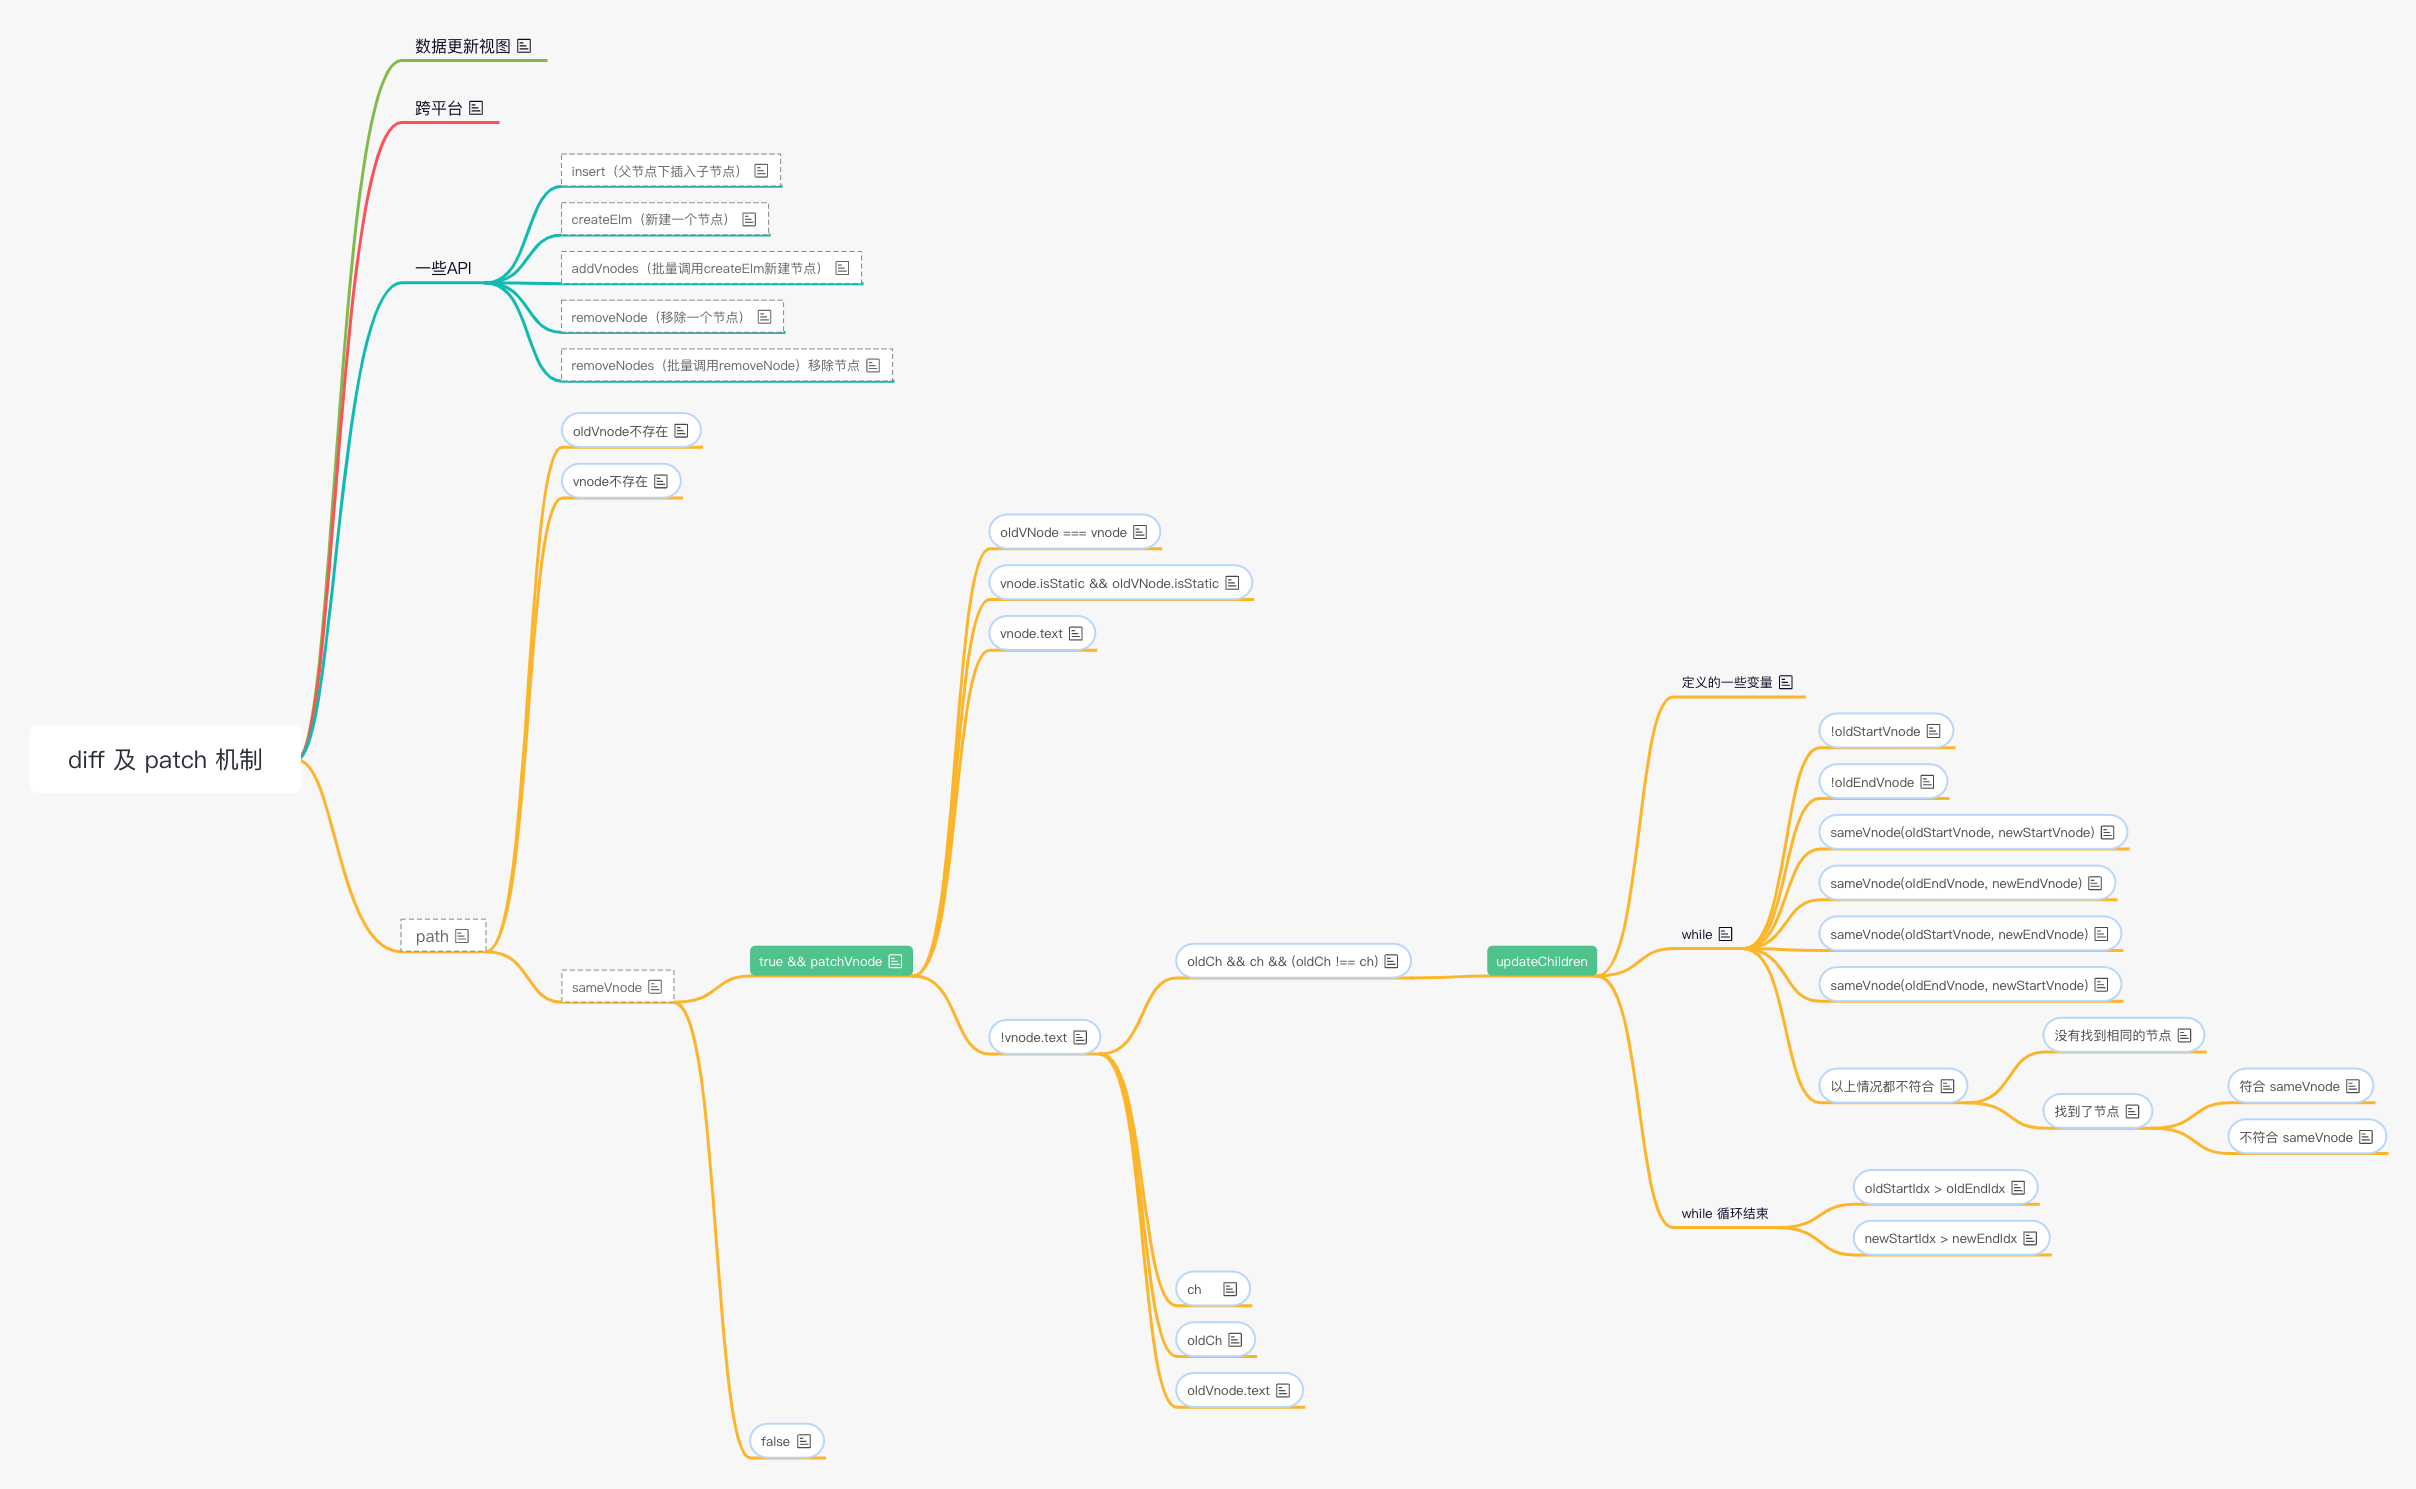 数据更新视图
跨平台
insert（父节点下插入子节点）
createElm（新建一个节点）
一些API
addVnodes（批量调用createElm新建节点）
removeNode（移除一个节点）
removeNodes（批量调用removeNode）移除节点
oldVnode不存在
vnode不存在
oldVNode === vnode
vnode.isStatic && oldVNode.isStatic
vnode.text
定义的一些变量
!oldStartVnode
diff 及 patch 机制
!oldEndVnode
sameVnode(oldStartVnode, newStartVnode)
sameVnode(oldEndVnode, newEndVnode)
path
while
sameVnode(oldStartVnode, newEndVnode)
true && patchVnode
oldCh && ch && (oldCh !== ch)
updateChildren
sameVnode
sameVnode(oldEndVnode, newStartVnode)
!vnode.text
没有找到相同的节点
以上情况都不符合
符合 sameVnode
找到了节点
不符合 sameVnode
oldStartIdx > oldEndIdx
while 循环结束
newStartIdx > newEndIdx
ch
oldCh
oldVnode.text
false